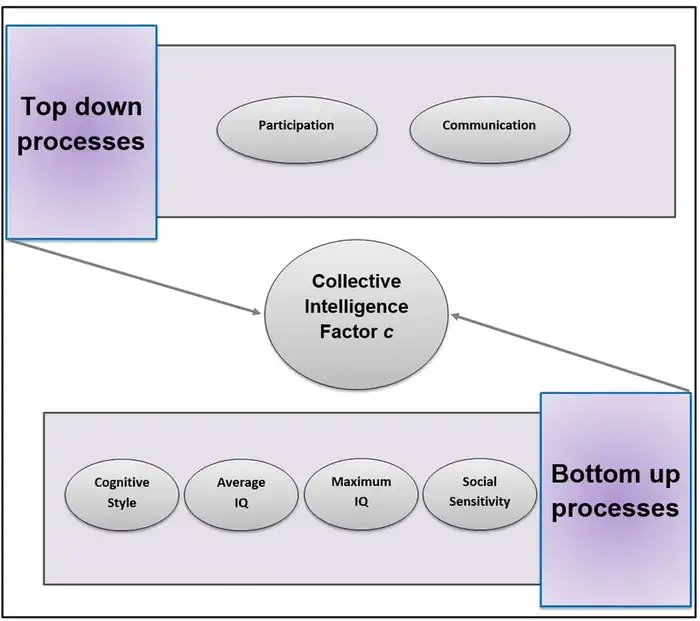 Top down
processes
Participation
Communication
Collective
Intelligence
Factor c
Cognitive
Style
Average
IQ
Maximum
IQ
Social
Sensitivity
Bottom up
processes